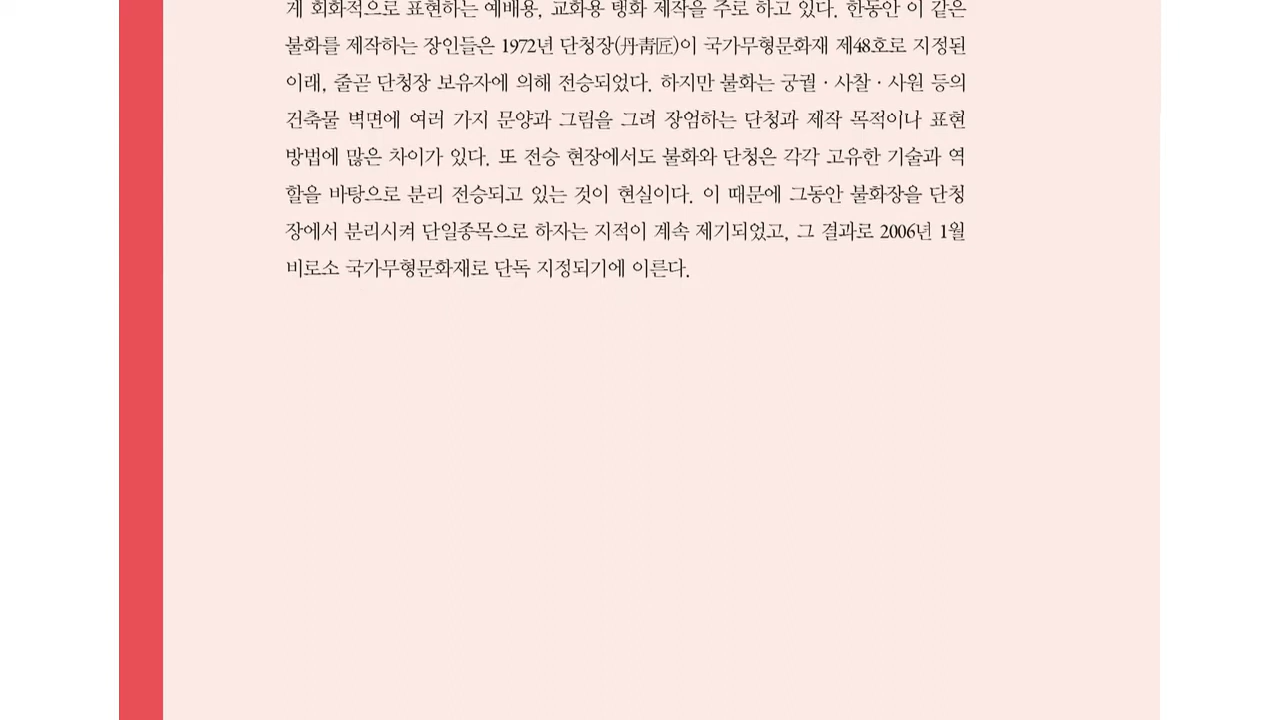 게 회화적으로 표현하는 예배용, 교화용 탱화 제작을 주로 하고 있다. 한동안 이 같은
불화를 제작하는 장인들은 1972년 단청장(丹靑匠)이 국가무형문화재 제48호로 지정된
이래, 줄곧 단청장 보유자에 의해 전승되었다. 하지만 불화는 궁궐 · 사찰 · 사원 등의
건축물 벽면에 여러 가지 문양과 그림을 그려 장엄하는 단청과 제작 목적이나 표현
방법에 많은 차이가 있다. 또 전승 현장에서도 불화와 단청은 각각 고유한 기술과 역
할을 바탕으로 분리 전승되고 있는 것이 현실이다. 이 때문에 그동안 불화장을 단청
장에서 분리시켜 단일종목으로 하자는 지적이 계속 제기되었고, 그 결과로 2006년 1월
비로소 국가무형문화재로 단독 지정되기에 이른다.